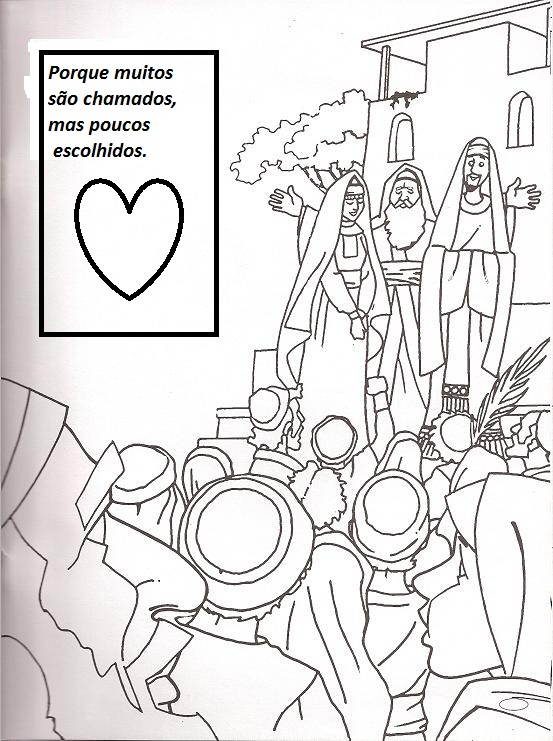 Porque muitos
são chamados,
mas poucos
escolhidos.